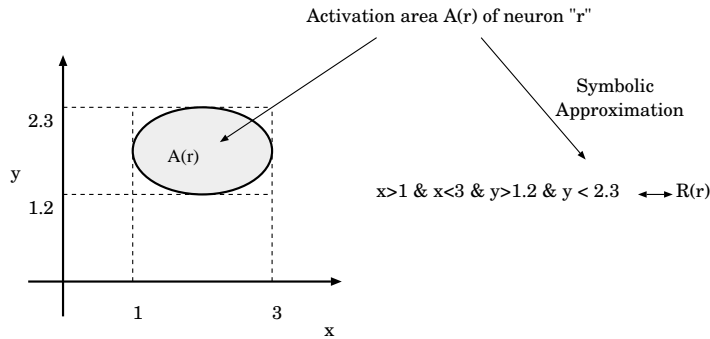 Activation area A(r) of neuron "r"
Symbolic
Approximation
2.3
A(r)
y
x>1 & x<3 & y>1.2 & y < 2.3 R(r)
1.2
1 3
x